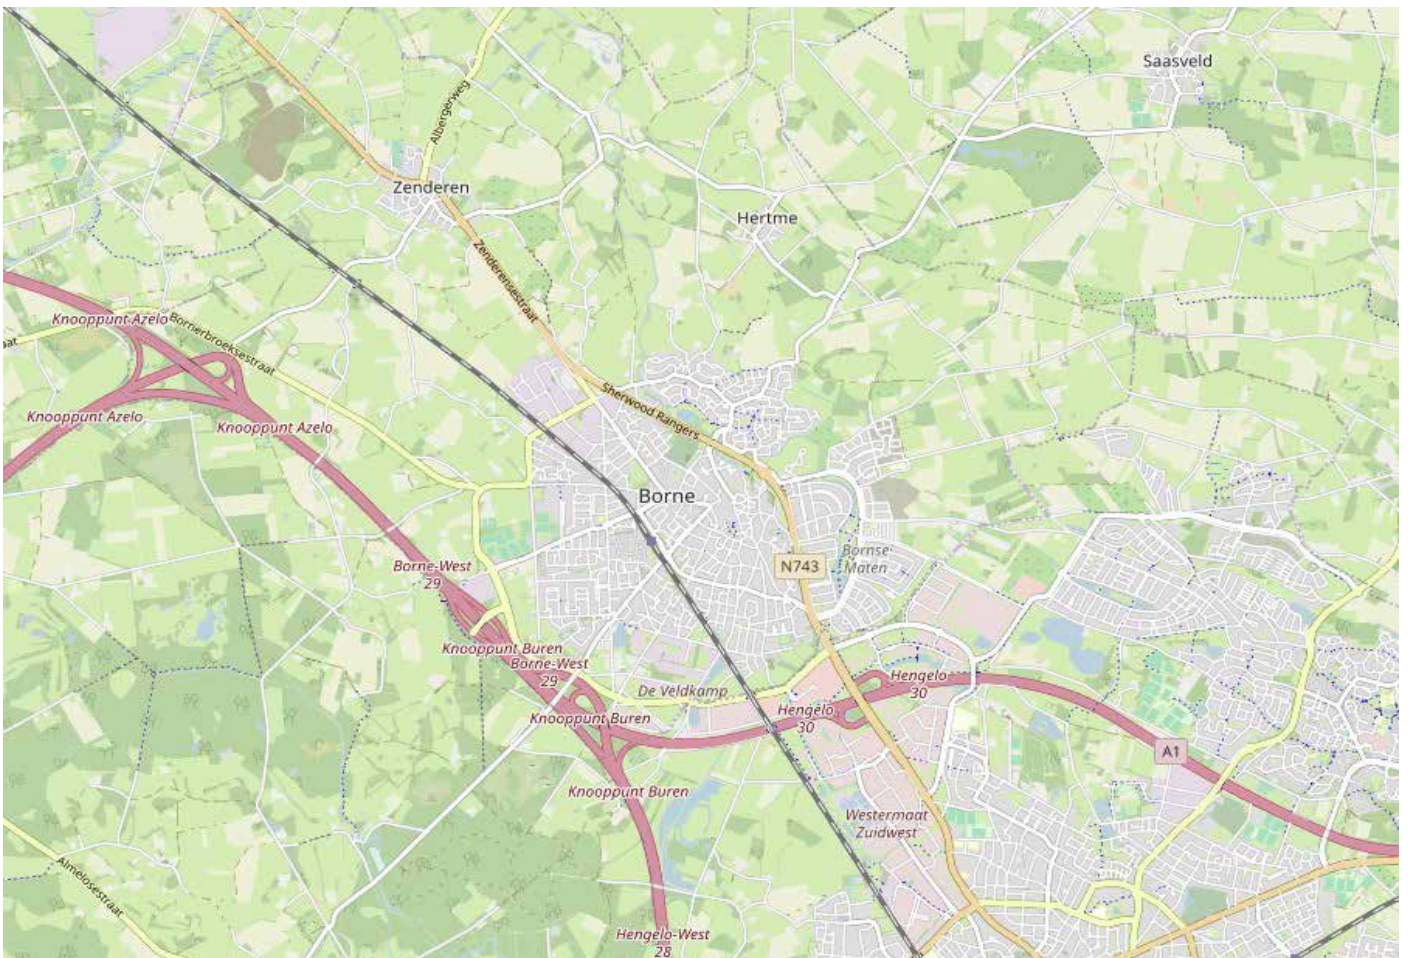 Saasveld
Albergerweg
Zenderen
Hertme
Zenderensestraat
Knooppunt Azelo
Bornerbroeksestraat
aat
Knooppunt Azelo
Knooppunt Azelo
Sherwood Rangers
Borne
Borne-West
29
N743
Bornse
Maten
Knooppunt Buren
Borne-West
29
De Veldkamp
Hengelo
30
Hengelo
30
Knooppunt Buren
A1
Knooppunt Buren
Westermaat
Zuidwest
Almelosestraat
Hengelo-West
28